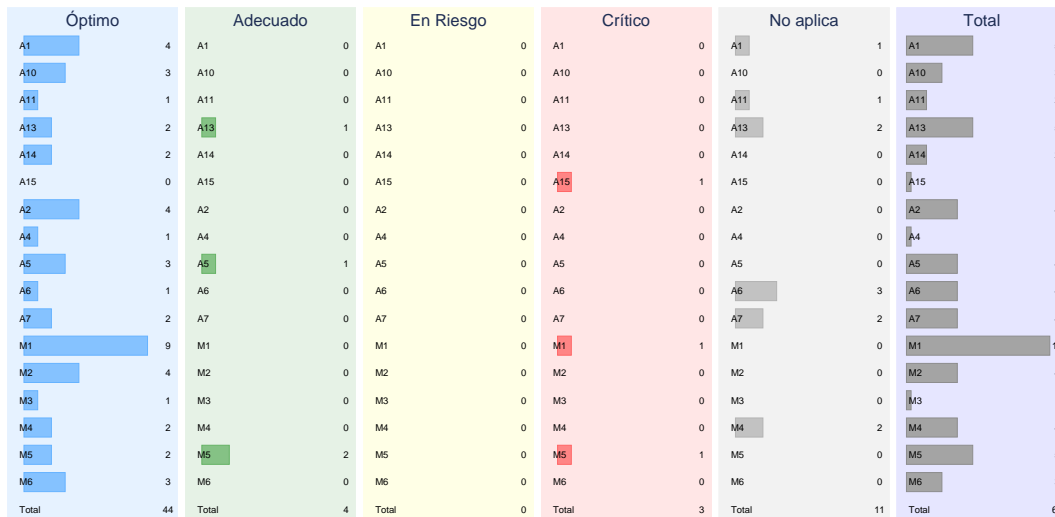 Óptimo Adecuado En Riesgo Crítico No aplica Total
A1 4 A1 0 A1 0 A1 0 A1 1 A1
A10 3 A10 0 A10 0 A10 0 A10 0 A10
A11 1 A11 0 A11 0 A11 0 A11 1 A11
A13 2 A13 1 A13 0 A13 0 A13 2 A13
A14 2 A14 0 A14 0 A14 0 A14 0 A14
A15 0 A15 0 A15 0 A15 1 A15 0 A15
A2 4 A2 0 A2 0 A2 0 A2 0 A2
A4 1 A4 0 A4 0 A4 0 A4 0 A4
A5 3 A5 1 A5 0 A5 0 A5 0 A5
A6 1 A6 0 A6 0 A6 0 A6 3 A6
A7 2 A7 0 A7 0 A7 0 A7 2 A7
M1 9 M1 0 M1 0 M1 1 M1 0 M1
M2 4 M2 0 M2 0 M2 0 M2 0 M2
M3 1 M3 0 M3 0 M3 0 M3 0 M3
M4 2 M4 0 M4 0 M4 0 M4 2 M4
M5 2 M5 2 M5 0 M5 1 M5 0 M5
M6 3 M6 0 M6 0 M6 0 M6 0 M6
Total 44 Total 4 Total 0 Total 3 Total 11 Total